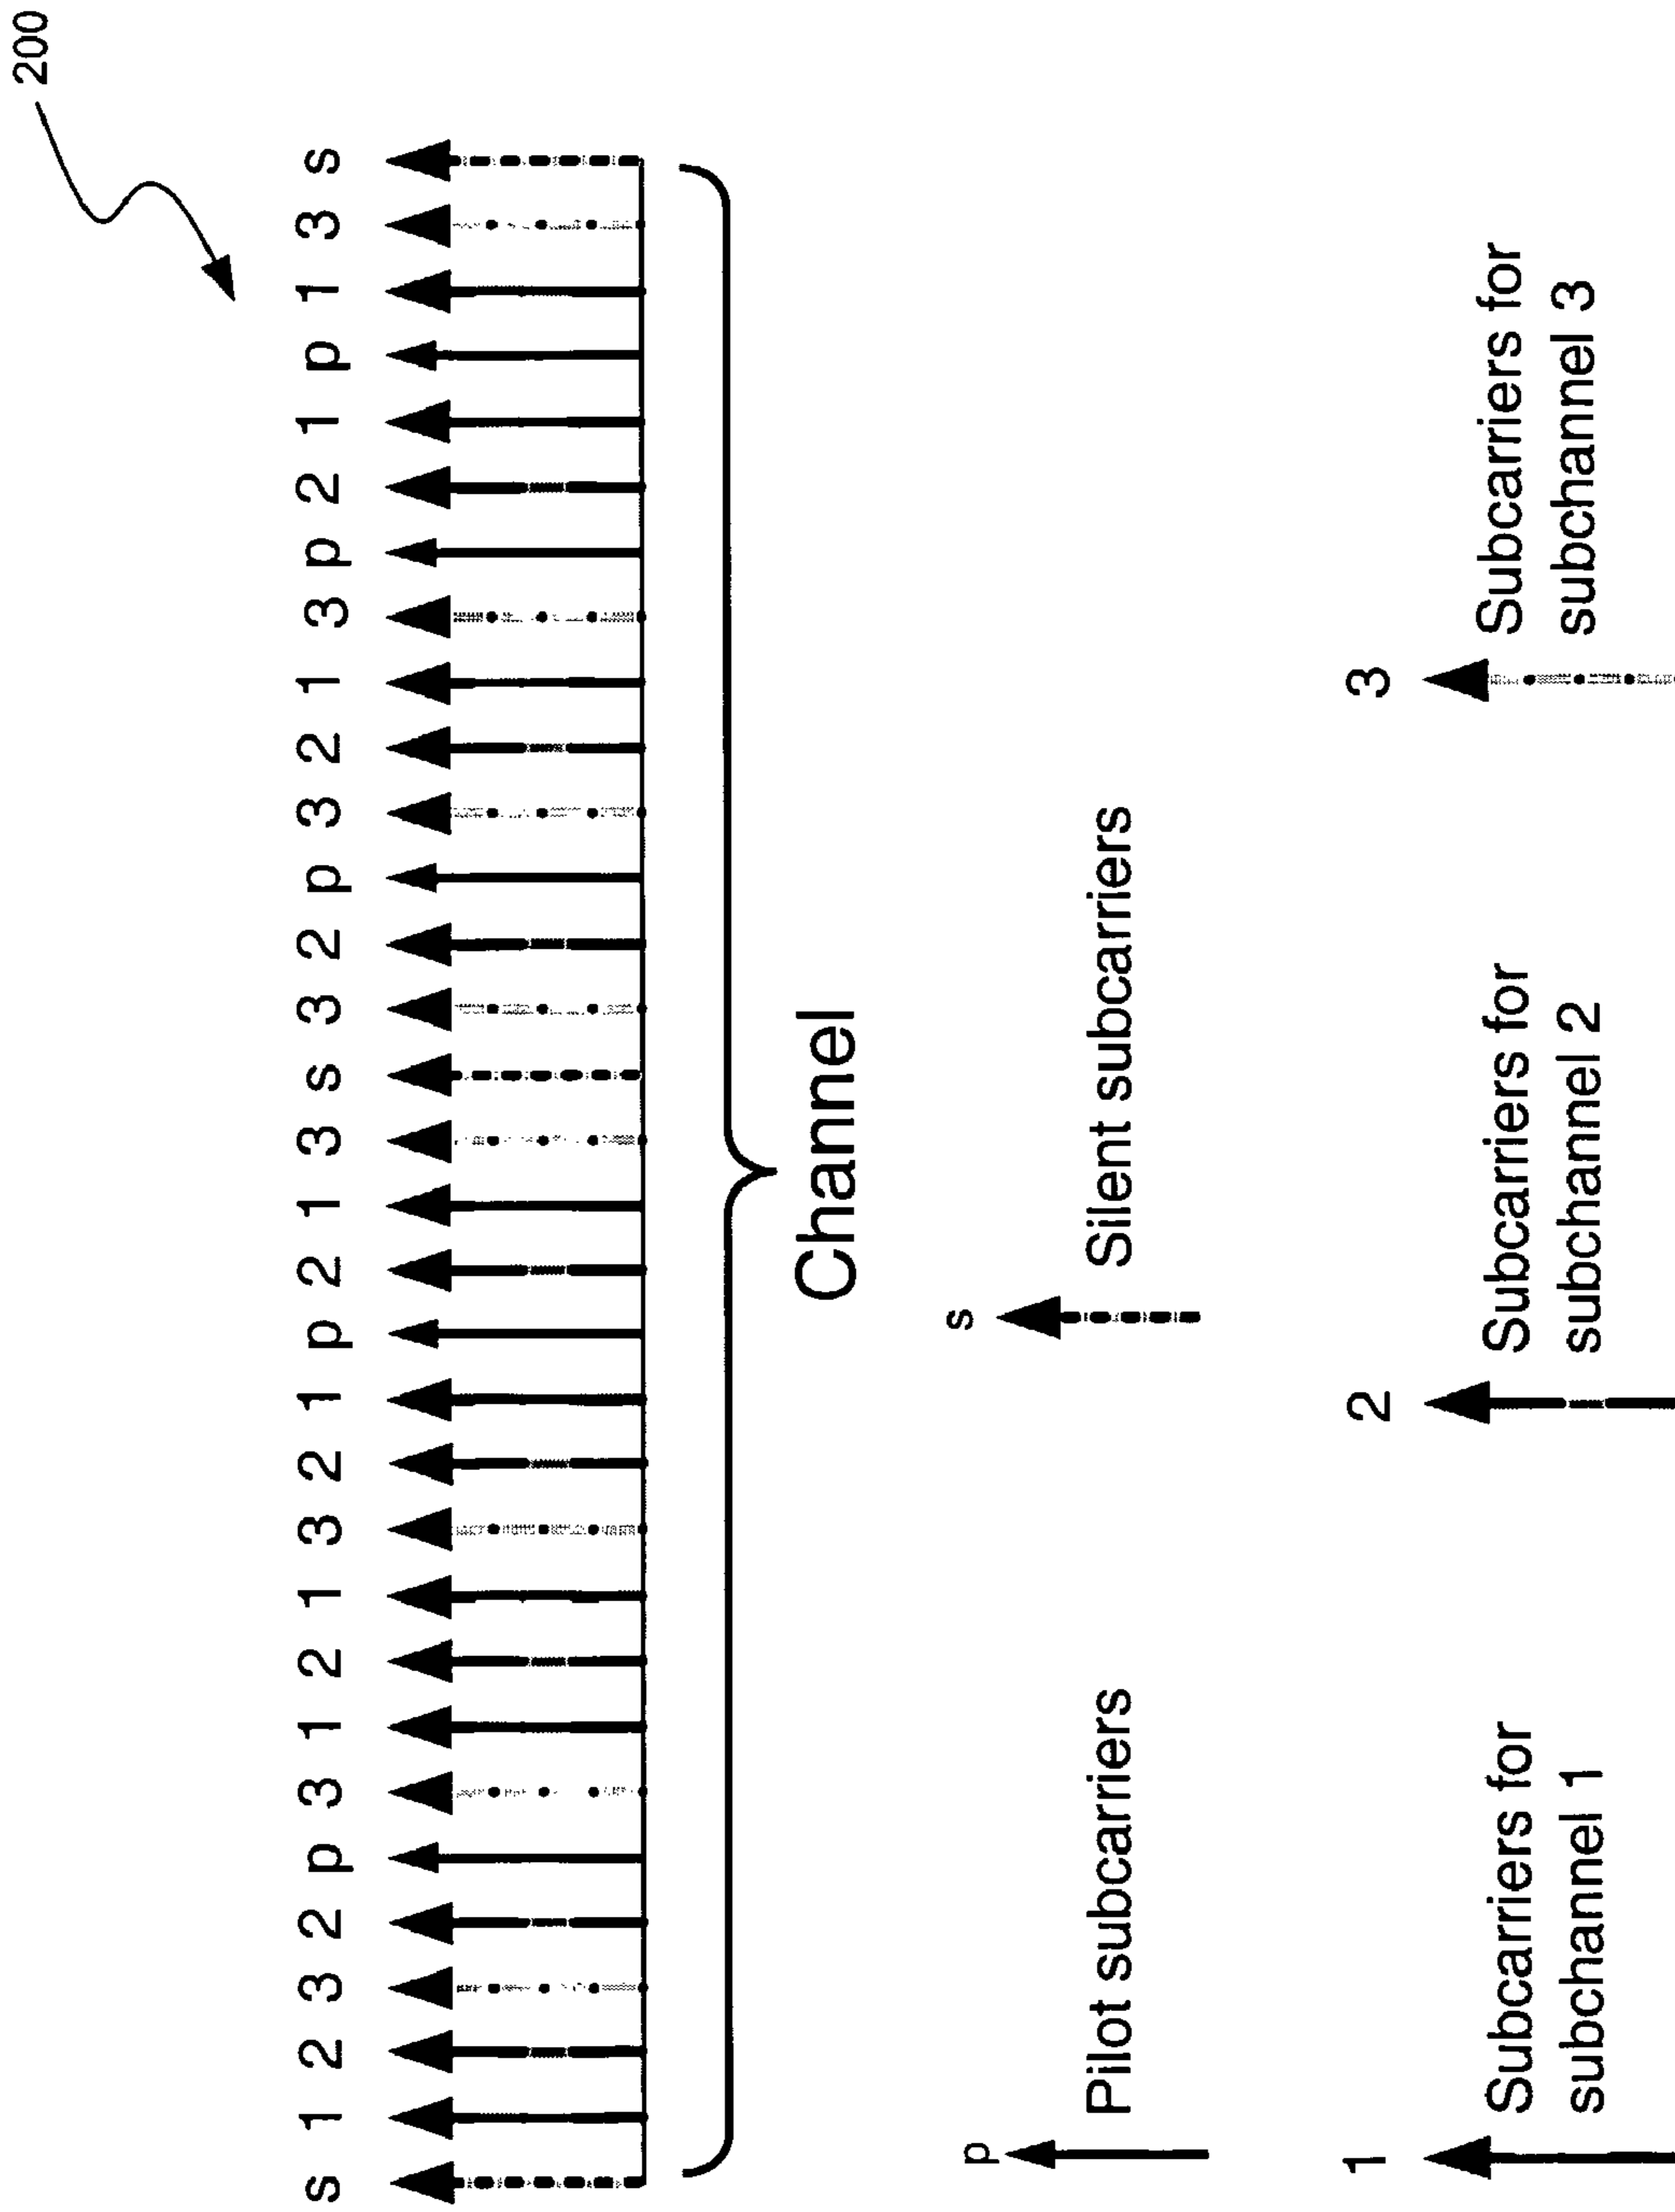 200
s 1 2 3 2 p 3 1 2 1 3 2 1 p 2 1 3 s 3 2 p 3 2 1 3 p 2 1 p 1 3 s
Channel
p
Pilot subcarriers
s
Silent subcarriers
1
Subcarriers for
subchannel 1
2
Subcarriers for
subchannel 2
3
Subcarriers for
subchannel 3